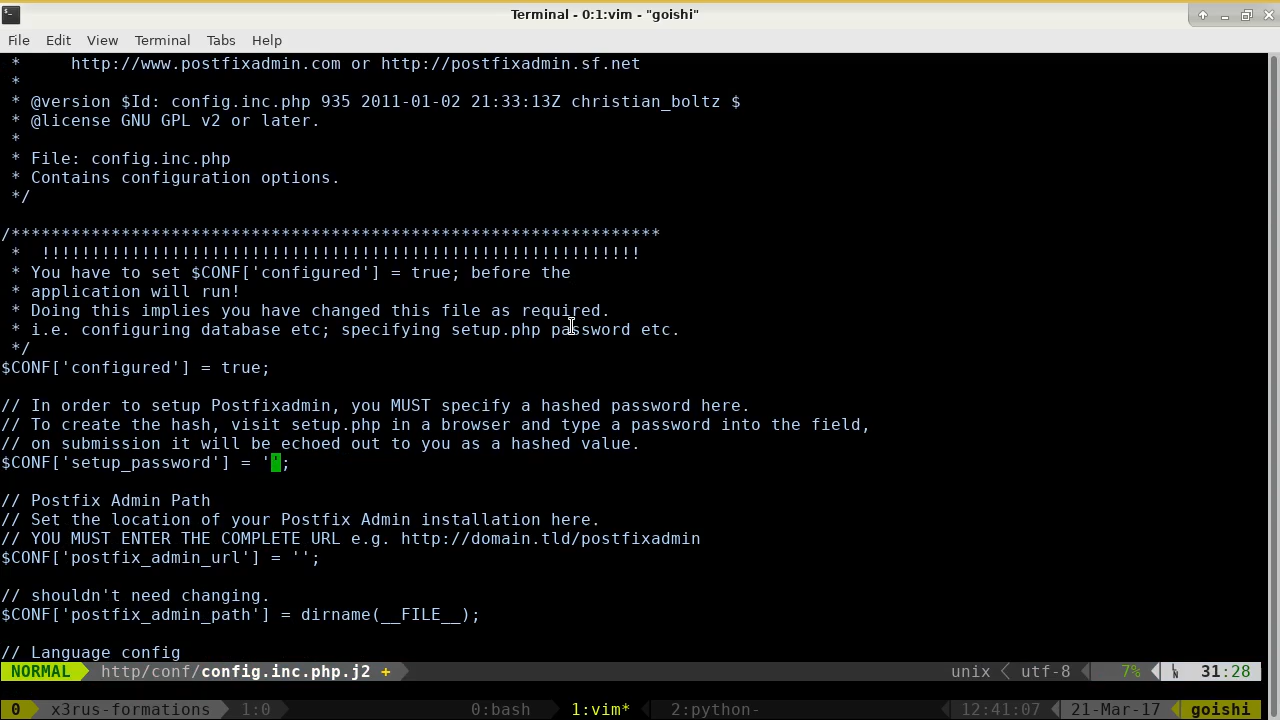 Terminal - 0:1:vim - "goishi"
File Edit View Terminal Tabs Help
 *     http://www.postfixadmin.com or http://postfixadmin.sf.net
 *
 * @version $Id: config.inc.php 935 2011-01-02 21:33:13Z christian_boltz $
 * @license GNU GPL v2 or later.
 *
 * File: config.inc.php
 * Contains configuration options.
 */
/*****************************************************************
 *  !!!!!!!!!!!!!!!!!!!!!!!!!!!!!!!!!!!!!!!!!!!!!!!!!!!!!!!!!!!!
 * You have to set $CONF['configured'] = true; before the
 * application will run!
 * Doing this implies you have changed this file as required.
 * i.e. configuring database etc; specifying setup.php password etc.
 */
$CONF['configured'] = true;
// In order to setup Postfixadmin, you MUST specify a hashed password here.
// To create the hash, visit setup.php in a browser and type a password into the field,
// on submission it will be echoed out to you as a hashed value.
$CONF['setup_password'] = '';
// Postfix Admin Path
// Set the location of your Postfix Admin installation here.
// YOU MUST ENTER THE COMPLETE URL e.g. http://domain.tld/postfixadmin
$CONF['postfix_admin_url'] = '';
// shouldn't need changing.
$CONF['postfix_admin_path'] = dirname(__FILE__);
// Language config
NORMAL http/conf/config.inc.php.j2 + unix utf-8 7% 31:28
0 x3rus-formations 1:0 0:bash 1:vim* 2:python- 12:41:07 21-Mar-17 goishi